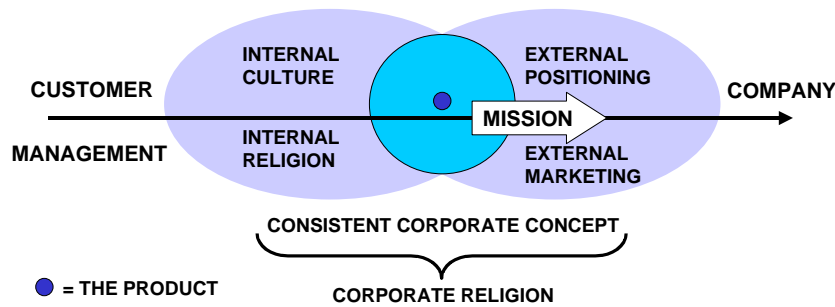 INTERNAL
CULTURE
EXTERNAL
POSITIONING
CUSTOMER
COMPANY
MISSION
MANAGEMENT
INTERNAL
RELIGION
EXTERNAL
MARKETING
CONSISTENT CORPORATE CONCEPT
= THE PRODUCT
CORPORATE RELIGION